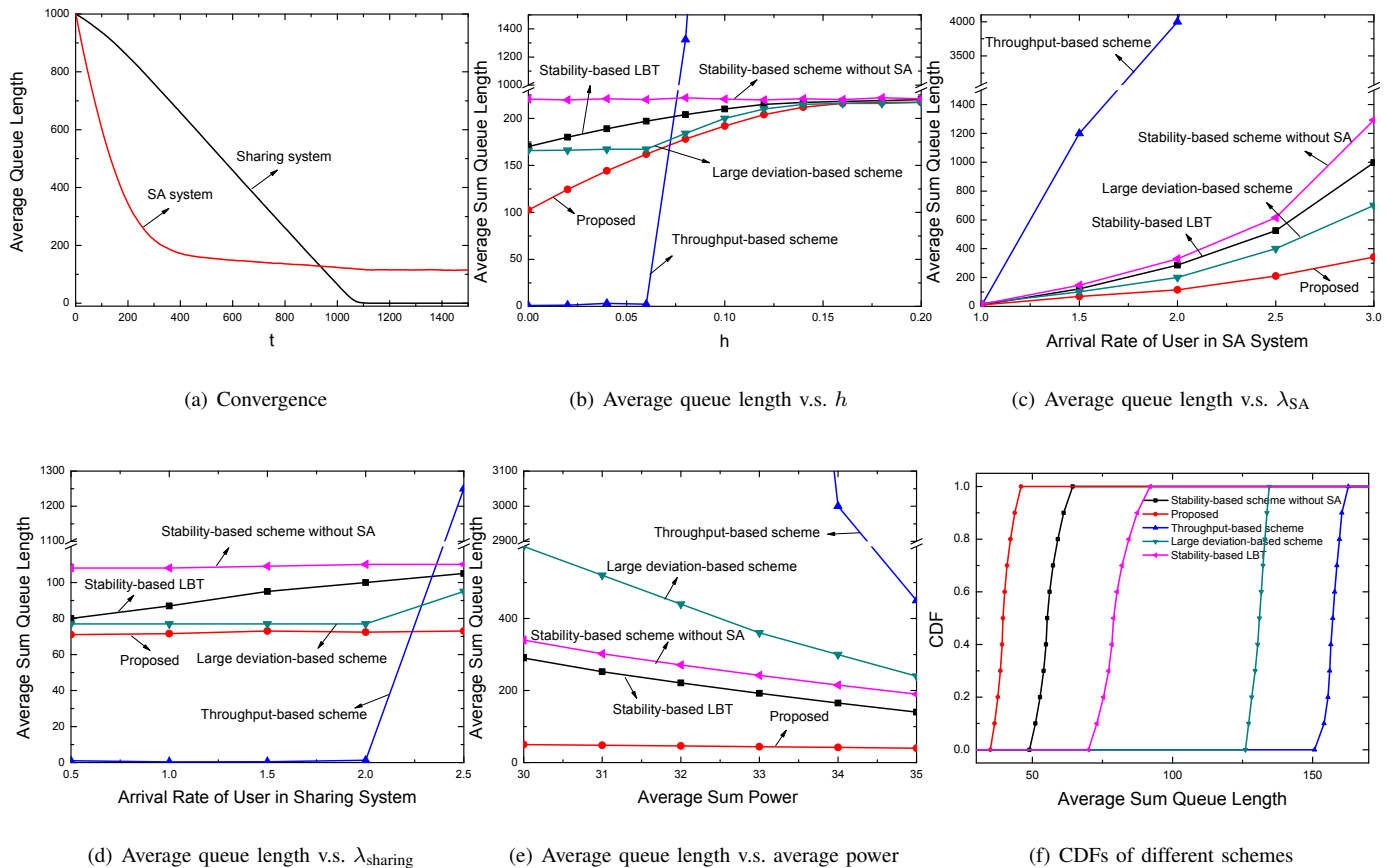 Average Queue Length
1000
800
600
400
200
0
Sharing system
SA system
0 200 400 600 800 1000 1200 1400
t
(a) Convergence
Average Sum Queue Length
1400
1200
1000
200
150
100
50
0
Stability-based LBT
Stability-based scheme without SA
Large deviation-based scheme
Proposed
Throughput-based scheme
0.00 0.05 0.10 0.15 0.20
h
(b) Average queue length v.s. h
Average Sum Queue Length
4000
3500
1400
1200
1000
800
600
400
200
0
Throughput-based scheme
Stability-based scheme without SA
Large deviation-based scheme
Stability-based LBT
Proposed
1.0 1.5 2.0 2.5 3.0
Arrival Rate of User in SA System
(c) Average queue length v.s. λSA
Average Sum Queue Length
1300
1200
1100
100
80
60
40
20
0
Stability-based scheme without SA
Stability-based LBT
Proposed
Large deviation-based scheme
Throughput-based scheme
0.5 1.0 1.5 2.0 2.5
Arrival Rate of User in Sharing System
(d) Average queue length v.s. λsharing
Average Sum Queue Length
3100
3000
2900
400
200
0
Throughput-based scheme
Large deviation-based scheme
Stability-based scheme without SA
Stability-based LBT
Proposed
30 31 32 33 34 35
Average Sum Power
(e) Average queue length v.s. average power
CDF
1.0
0.8
0.6
0.4
0.2
0.0
Stability-based scheme without SA
Proposed
Throughput-based scheme
Large deviation-based scheme
Stability-based LBT
50 100 150
Average Sum Queue Length
(f) CDFs of different schemes